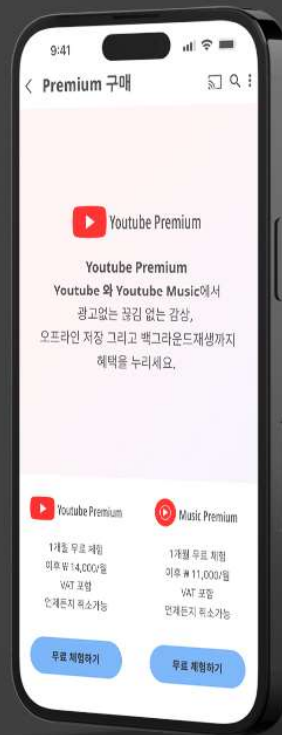 9:41
Premium 구매
Youtube Premium
Youtube Premium
Youtube 와 Youtube Music에서
광고없는 끊김 없는 감상,
오프라인 저장 그리고 백그라운드재생까지
혜택을 누리세요.
Youtube Premium
1개월 무료 체험
이후 ₩ 14,000/월
VAT 포함
언제든지 취소가능
무료 체험하기
Music Premium
1개월 무료 체험
이후 ₩ 11,000/월
VAT 포함
언제든지 취소가능
무료 체험하기